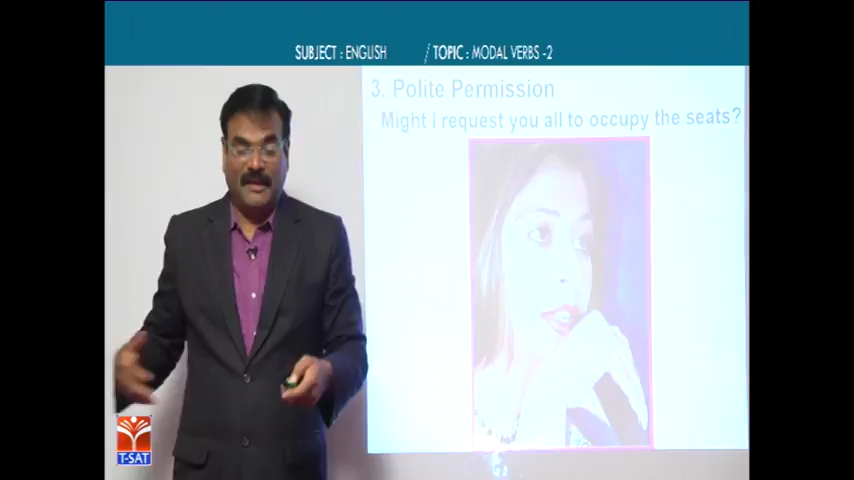 SUBJECT : ENGLISH / TOPIC : MODAL VERBS -2
3. Polite Permission
Might I request you all to occupy the seats?
T-SAT